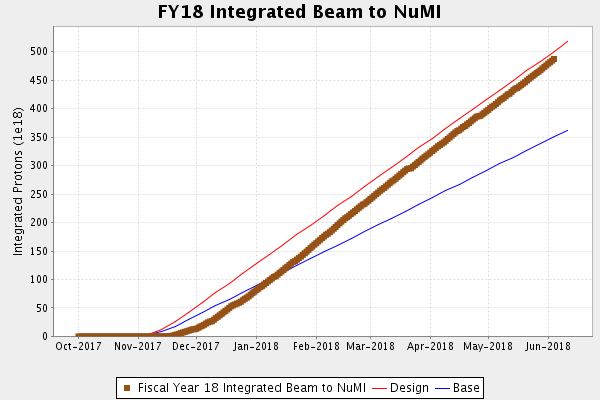 FY18 Integrated Beam to NuMI
Integrated Protons (1e18)
500
450
400
350
300
250
200
150
100
50
0
Oct-2017 Nov-2017 Dec-2017 Jan-2018 Feb-2018 Mar-2018 Apr-2018 May-2018 Jun-2018
Fiscal Year 18 Integrated Beam to NuMI Design Base